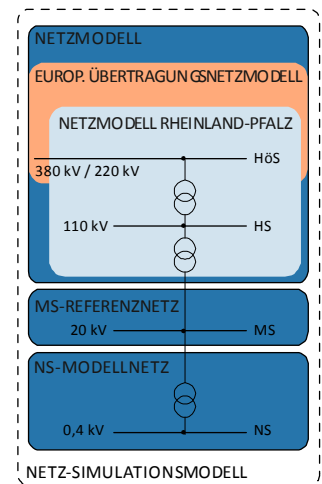 NETZMODELL
EUROP. ÜBERTRAGUNGSNETZMODELL
NETZMODELL RHEINLAND-PFALZ
HöS
380 kV / 220 kV
110 kV HS
MS-REFERENZNETZ
20 kV MS
NS-MODELLNETZ
0,4 kV NS
NETZ-SIMULATIONSMODELL